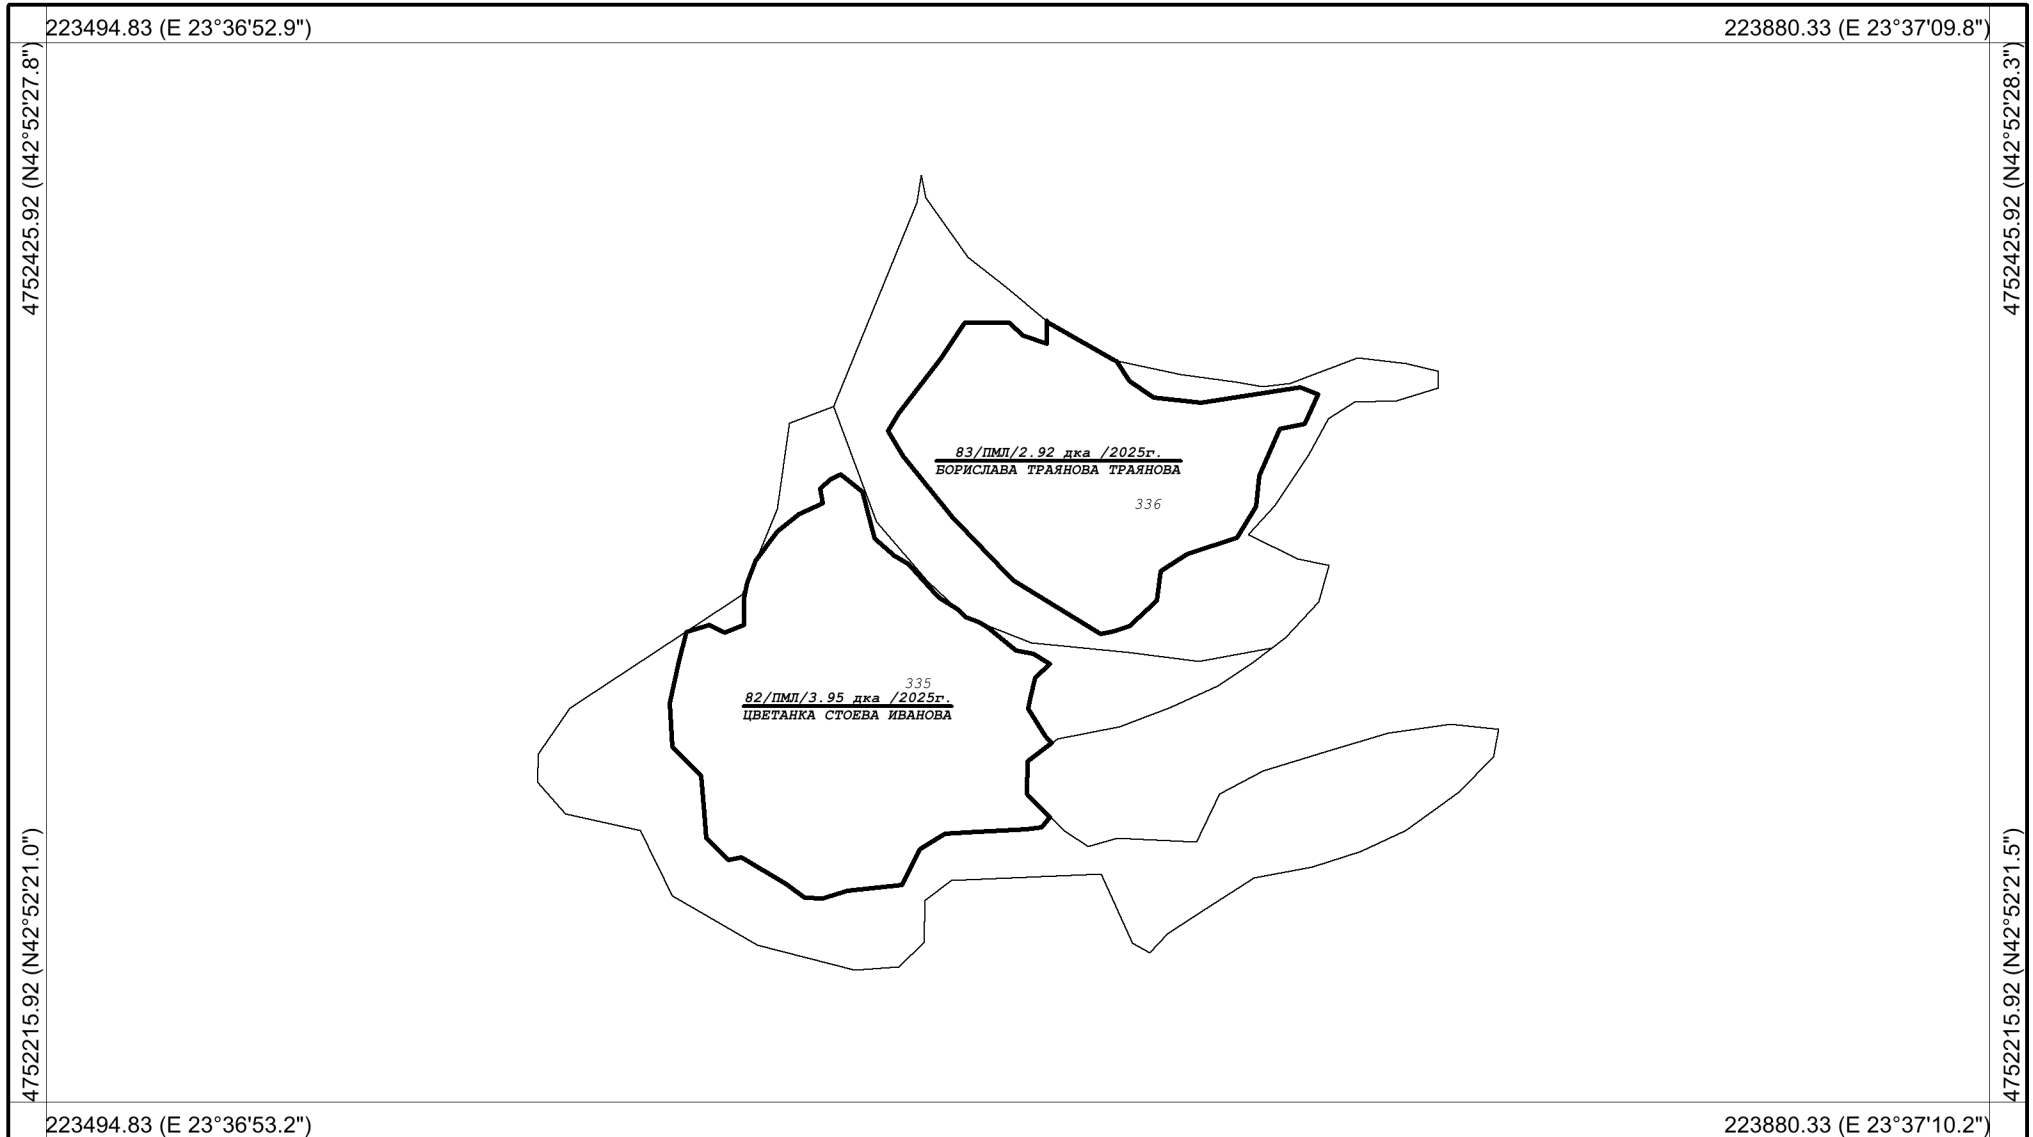 223494.83 (E 23°36'52.9")
223880.33 (E 23°37'09.8")
4752425.92 (N42°52'27.8")
4752425.92 (N42°52'28.3")
83/ПМЛ/2.92 дка /2025г.
БОРИСЛАВА ТРАЯНОВА ТРАЯНОВА
336
335
82/ПМЛ/3.95 дка /2025г.
ЦВЕТАНКА СТОЕВА ИВАНОВА
4752215.92 (N42°52'21.0")
4752215.92 (N42°52'21.5")
223494.83 (E 23°36'53.2")
223880.33 (E 23°37'10.2")